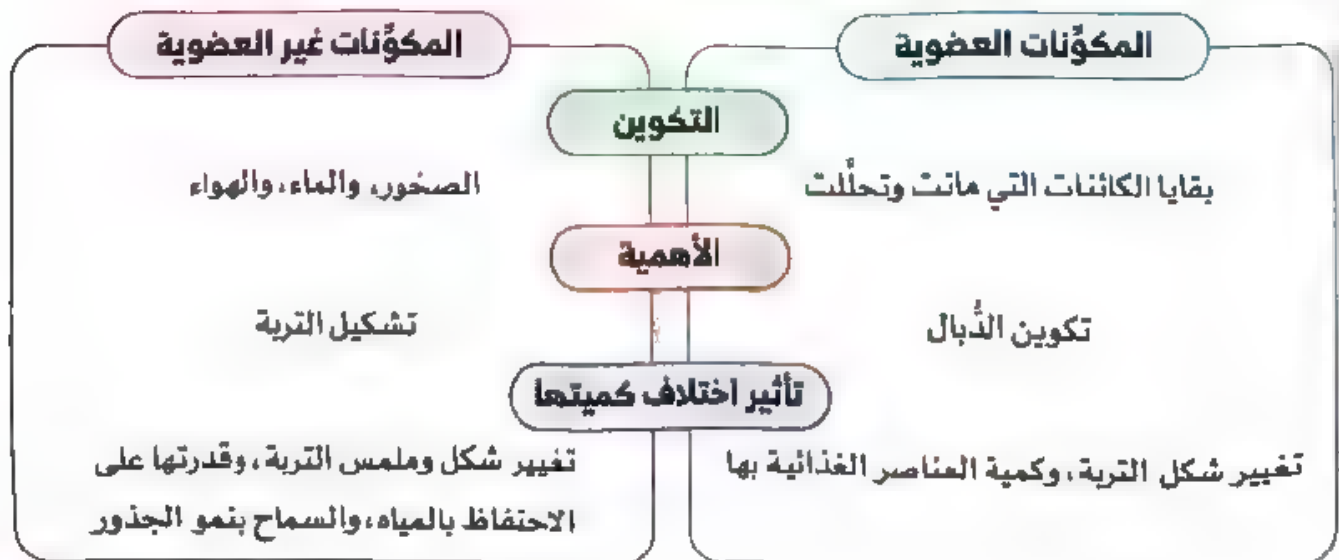 المكوِّنات العضوية
المكوِّنات غير العضوية
التكوين
بقايا الكائنات التي ماتت وتحلَّلت
الصخور، والماء، والهواء
الأهمية
تكوين الدُّبال
تشكيل التربة
تأثير اختلاف كميتها
تغيير شكل التربة، وكمية العناصر الغذائية بها
تغيير شكل وملمس التربة، وقدرتها على
الاحتفاظ بالمياه، والسماح بنمو الجذور